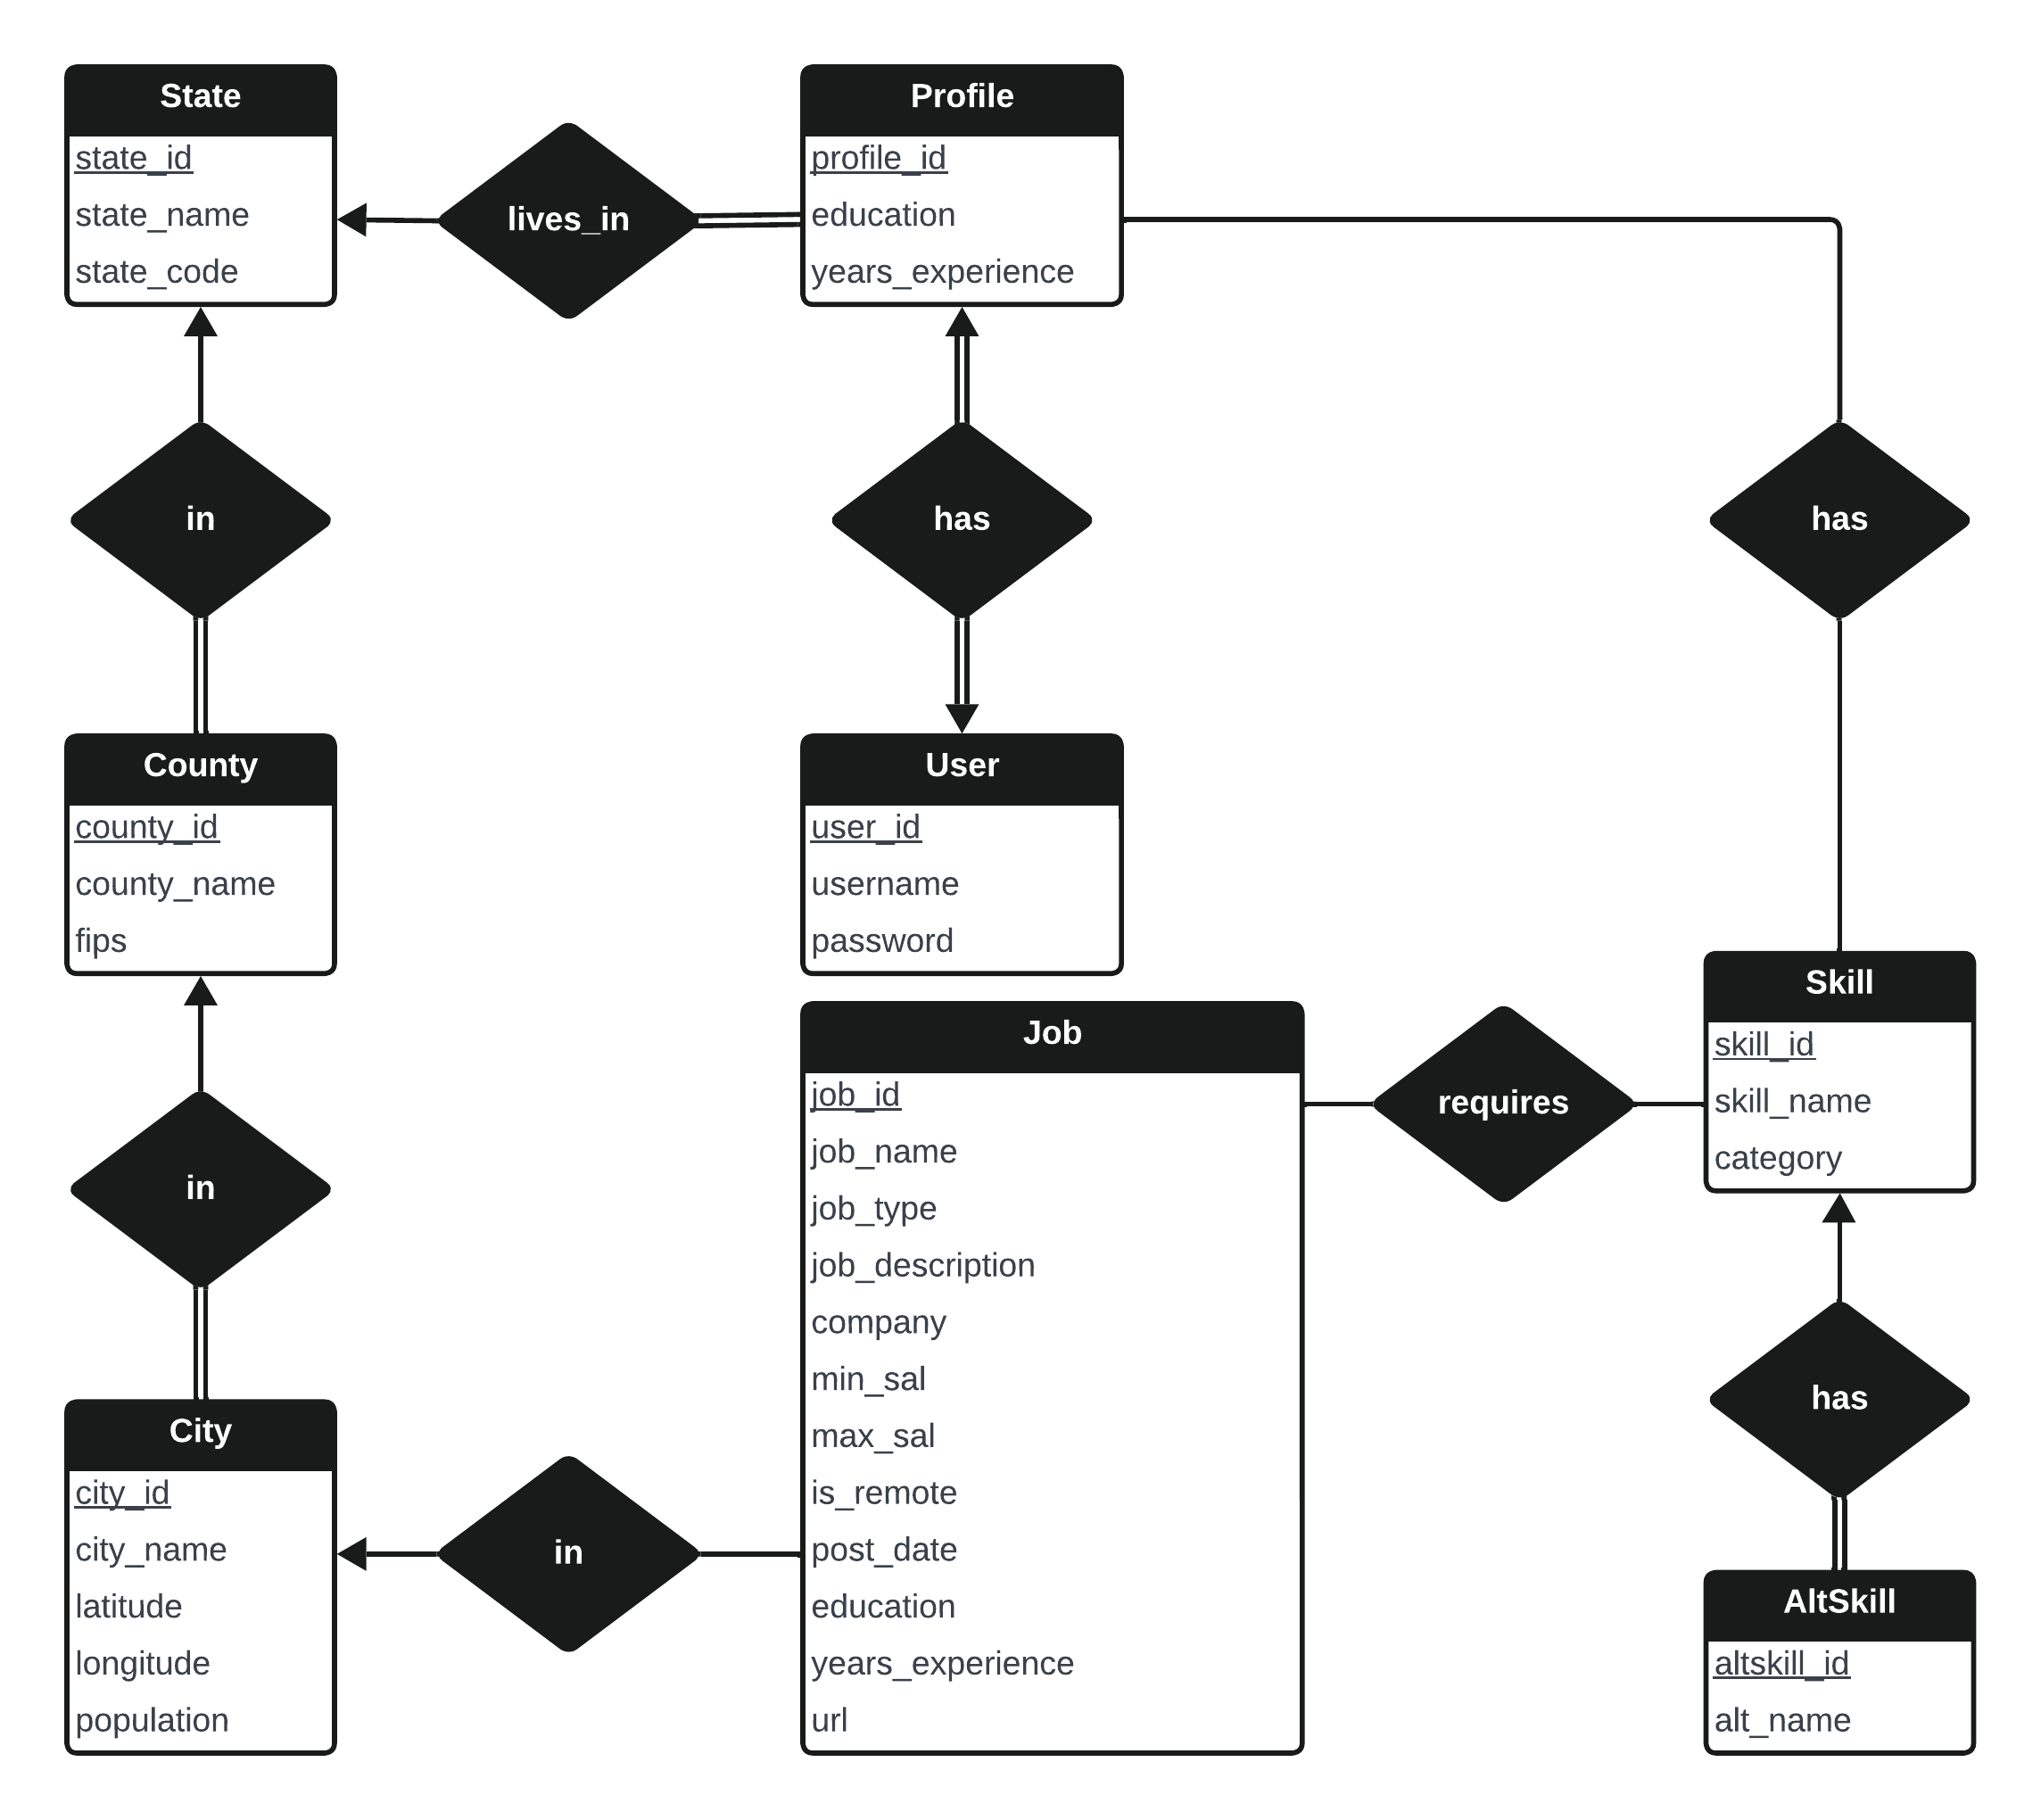 State
state_id
state_name
state_code
lives_in
Profile
profile_id
education
years_experience
in
has
has
County
county_id
county_name
fips
User
user_id
username
password
Skill
skill_id
skill_name
category
Job
job_id
job_name
job_type
job_description
company
min_sal
max_sal
is_remote
post_date
education
years_experience
url
requires
in
has
City
city_id
city_name
latitude
longitude
population
in
AltSkill
altskill_id
alt_name